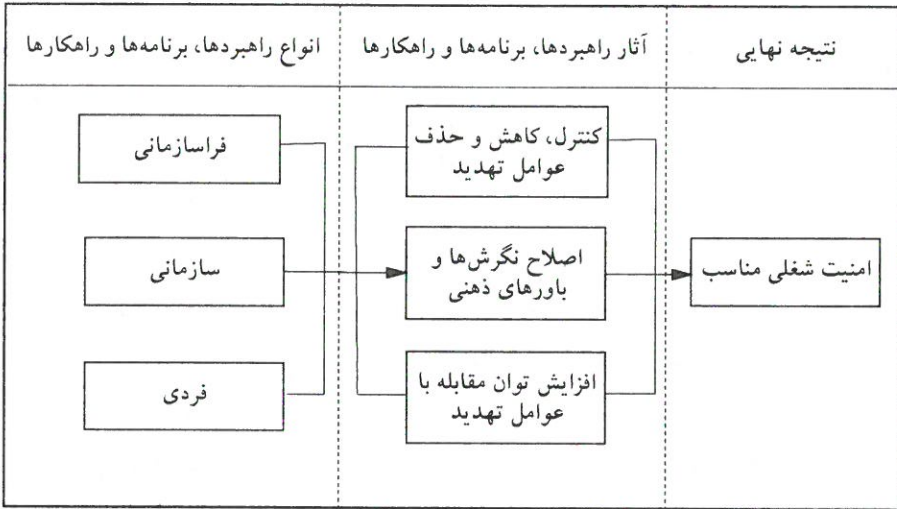 انواع راهبردها، برنامه‌ها و راهکارها
آثار راهبردها، برنامه‌ها و راهکارها
نتیجه نهایی
فراسازمانی
سازمانی
فردی
کنترل، کاهش و حذف
عوامل تهدید
اصلاح نگرش‌ها و
باورهای ذهنی
افزایش توان مقابله با
عوامل تهدید
امنیت شغلی مناسب